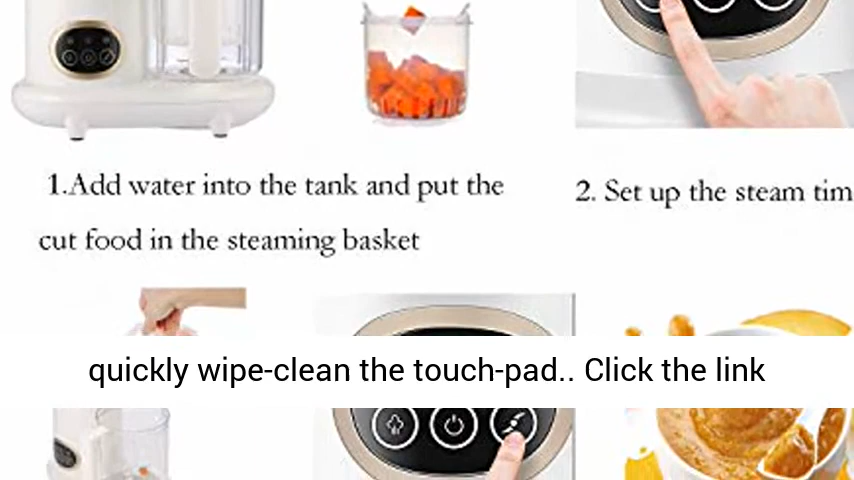 1.Add water into the tank and put the
cut food in the steaming basket
2. Set up the steam tim
quickly wipe-clean the touch-pad.. Click the link